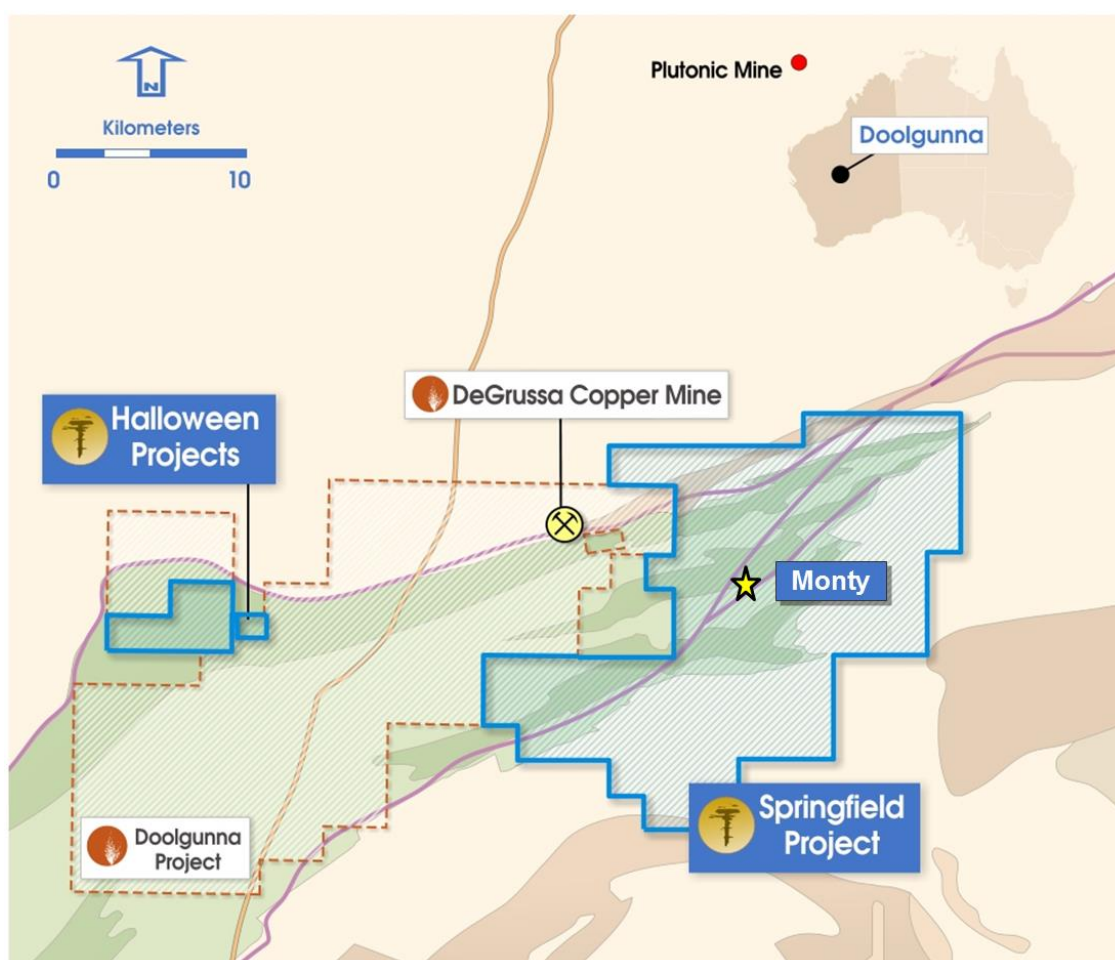 N
Kilometers
0 10
Plutonic Mine
Doolgunna
DeGrussa Copper Mine
Halloween
Projects
Monty
Springfield
Project
Doolgunna
Project